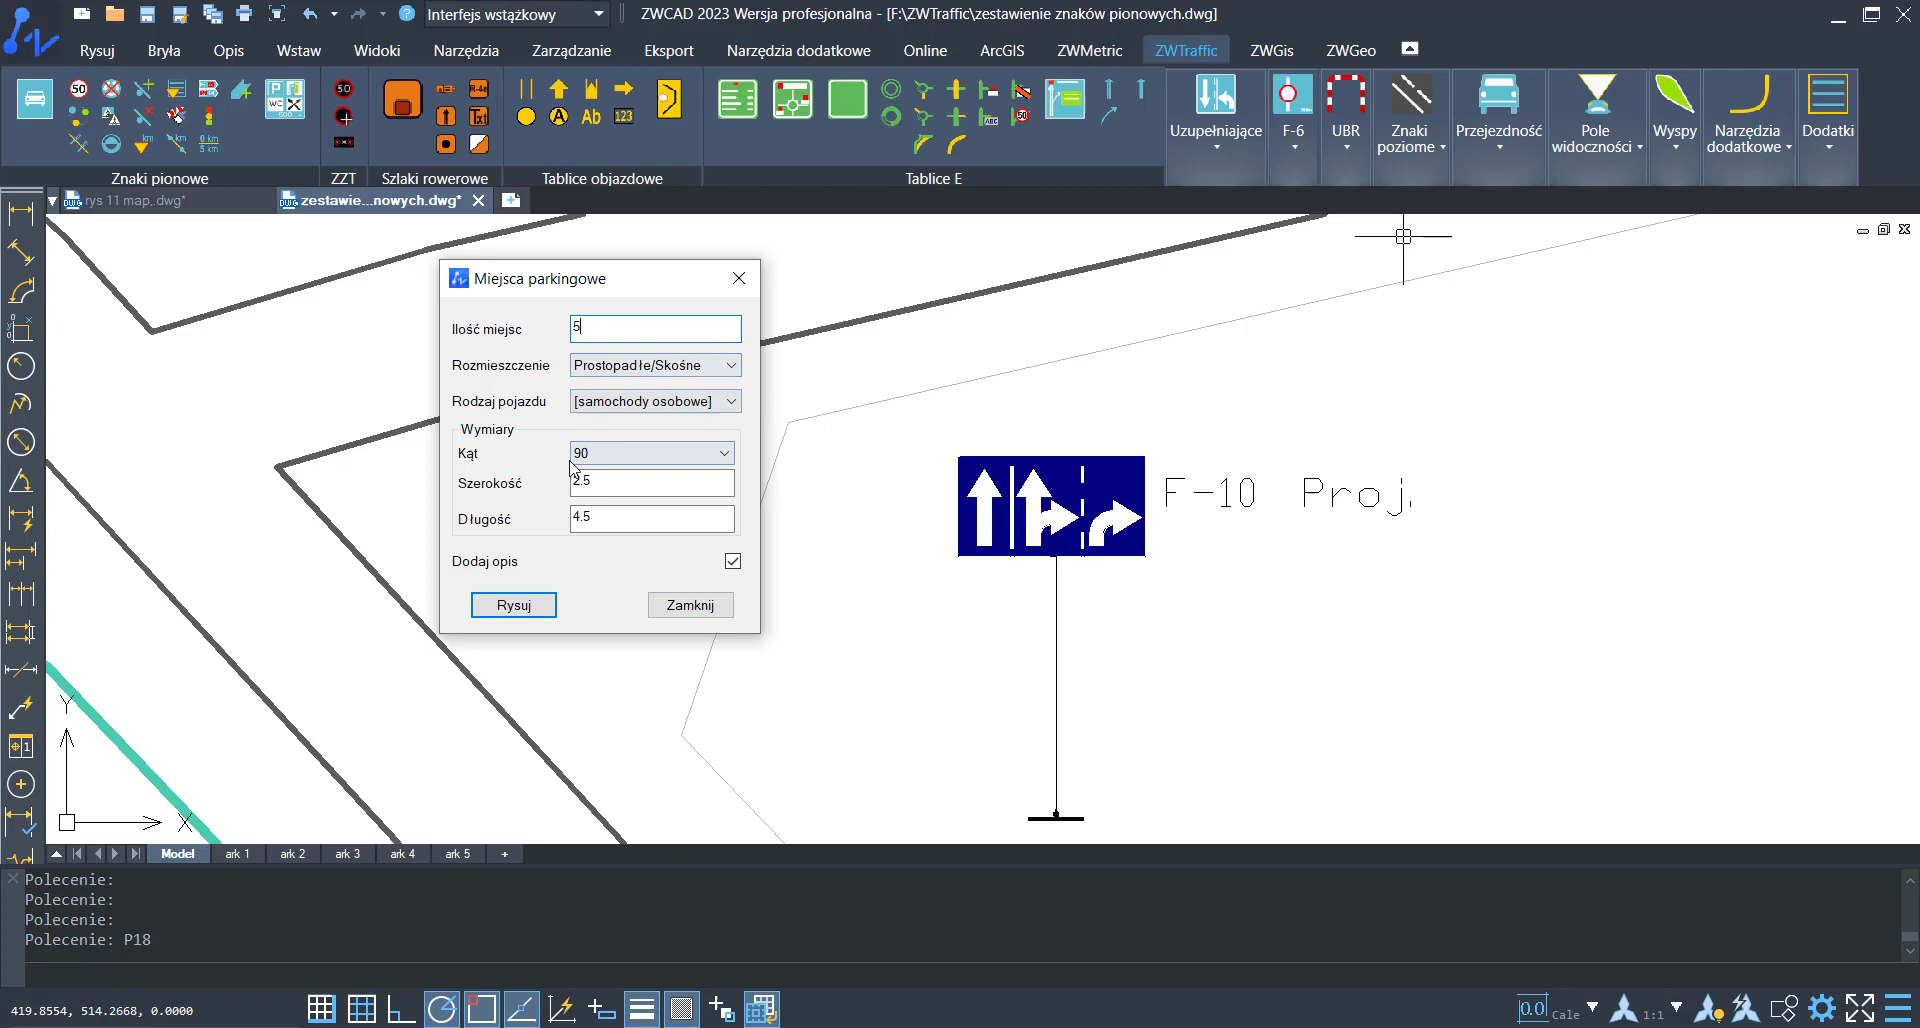 Interfejs wstążkowy
ZWCAD 2023 Wersja profesjonalna - [F:\ZWTraffic\zestawienie znaków pionowych.dwg]
Rysuj Bryła Opis Wstaw Widoki Narzędzia Zarządzanie Eksport Narzędzia dodatkowe Online ArcGIS ZWMetric ZWTraffic ZWGis ZWGeo
Uzupełniające F-6 UBR Znaki poziome Przejezdność Pole widoczności Wyspy Narzędzia dodatkowe Dodatki
Znaki pionowe ZZT Szlaki rowerowe Tablice objazdowe Tablice E
rys 11 map,.dwg* zestawie...nowych.dwg*
Miejsca parkingowe
Ilość miejsc 5
Rozmieszczenie Prostopadłe/Skośne
Rodzaj pojazdu [samochody osobowe]
Wymiary
Kąt 90
Szerokość 2.5
Długość 4.5
Dodaj opis
Rysuj Zamknij
F-10 Proj.
Y
X
Model ark 1 ark 2 ark 3 ark 4 ark 5 +
Polecenie:
Polecenie:
Polecenie:
Polecenie: P18
419.8554, 514.2668, 0.0000
0.0 Cale 1:1